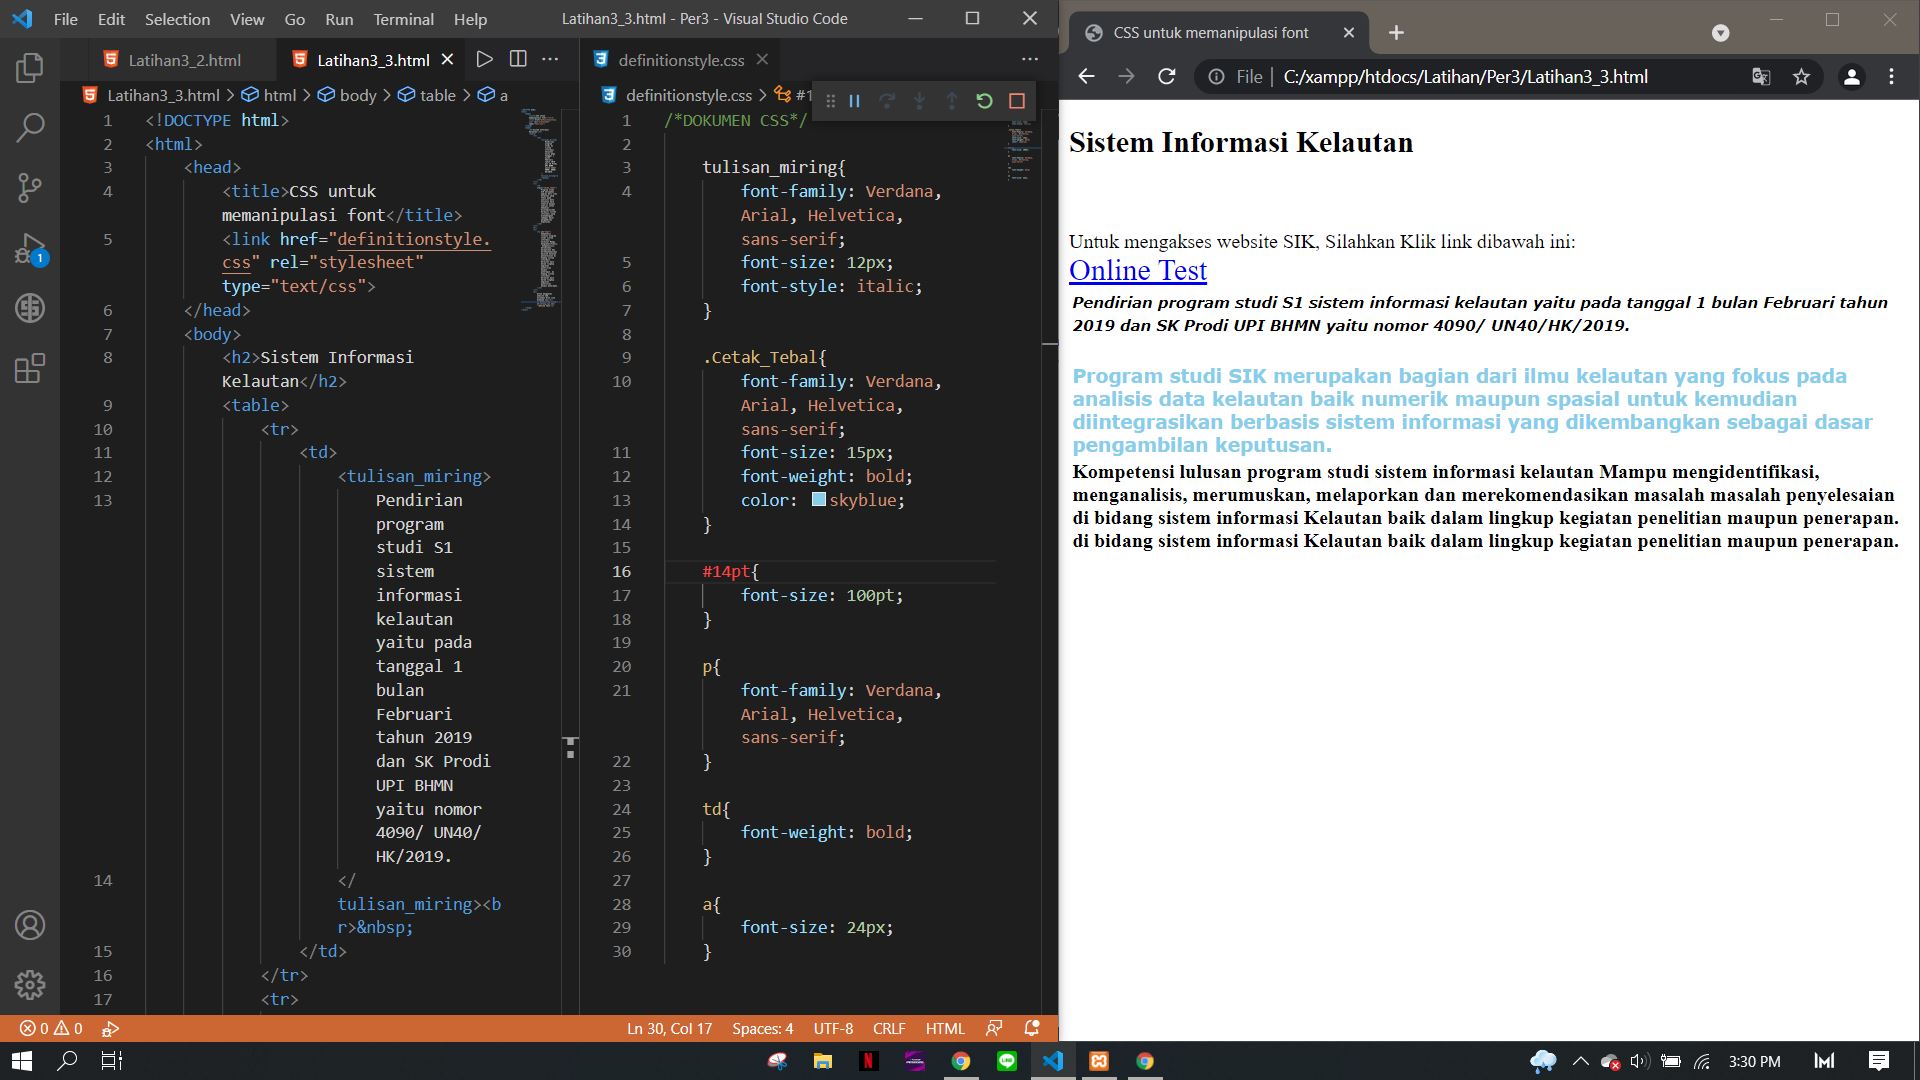 File Edit Selection View Go Run Terminal Help
Latihan3_3.html - Per3 - Visual Studio Code
Latihan3_2.html
Latihan3_3.html
Latihan3_3.html > html > body > table > a
1 <!DOCTYPE html>
2 <html>
3 <head>
4 <title>CSS untuk
memanipulasi font</title>
5 <link href="definitionstyle.
css" rel="stylesheet"
type="text/css">
6 </head>
7 <body>
8 <h2>Sistem Informasi
Kelautan</h2>
9 <table>
10 <tr>
11 <td>
12 <tulisan_miring>
13 Pendirian
program
studi S1
sistem
informasi
kelautan
yaitu pada
tanggal 1
bulan
Februari
tahun 2019
dan SK Prodi
UPI BHMN
yaitu nomor
4090/ UN40/
HK/2019.
14 </
tulisan_miring><b
r>&nbsp;
15 </td>
16 </tr>
17 <tr>
definitionstyle.css
definitionstyle.css > #1
1 /*DOKUMEN CSS*/
2
3 tulisan_miring{
4 font-family: Verdana,
Arial, Helvetica,
sans-serif;
5 font-size: 12px;
6 font-style: italic;
7 }
8
9 .Cetak_Tebal{
10 font-family: Verdana,
Arial, Helvetica,
sans-serif;
11 font-size: 15px;
12 font-weight: bold;
13 color: skyblue;
14 }
15
16 #14pt{
17 font-size: 100pt;
18 }
19
20 p{
21 font-family: Verdana,
Arial, Helvetica,
sans-serif;
22 }
23
24 td{
25 font-weight: bold;
26 }
27
28 a{
29 font-size: 24px;
30 }
1
0 0
Ln 30, Col 17 Spaces: 4 UTF-8 CRLF HTML
CSS untuk memanipulasi font
File C:/xampp/htdocs/Latihan/Per3/Latihan3_3.html
Sistem Informasi Kelautan
Untuk mengakses website SIK, Silahkan Klik link dibawah ini:
Online Test
Pendirian program studi S1 sistem informasi kelautan yaitu pada tanggal 1 bulan Februari tahun
2019 dan SK Prodi UPI BHMN yaitu nomor 4090/ UN40/HK/2019.
Program studi SIK merupakan bagian dari ilmu kelautan yang fokus pada
analisis data kelautan baik numerik maupun spasial untuk kemudian
diintegrasikan berbasis sistem informasi yang dikembangkan sebagai dasar
pengambilan keputusan.
Kompetensi lulusan program studi sistem informasi kelautan Mampu mengidentifikasi,
menganalisis, merumuskan, melaporkan dan merekomendasikan masalah masalah penyelesaian
di bidang sistem informasi Kelautan baik dalam lingkup kegiatan penelitian maupun penerapan.
di bidang sistem informasi Kelautan baik dalam lingkup kegiatan penelitian maupun penerapan.
3:30 PM